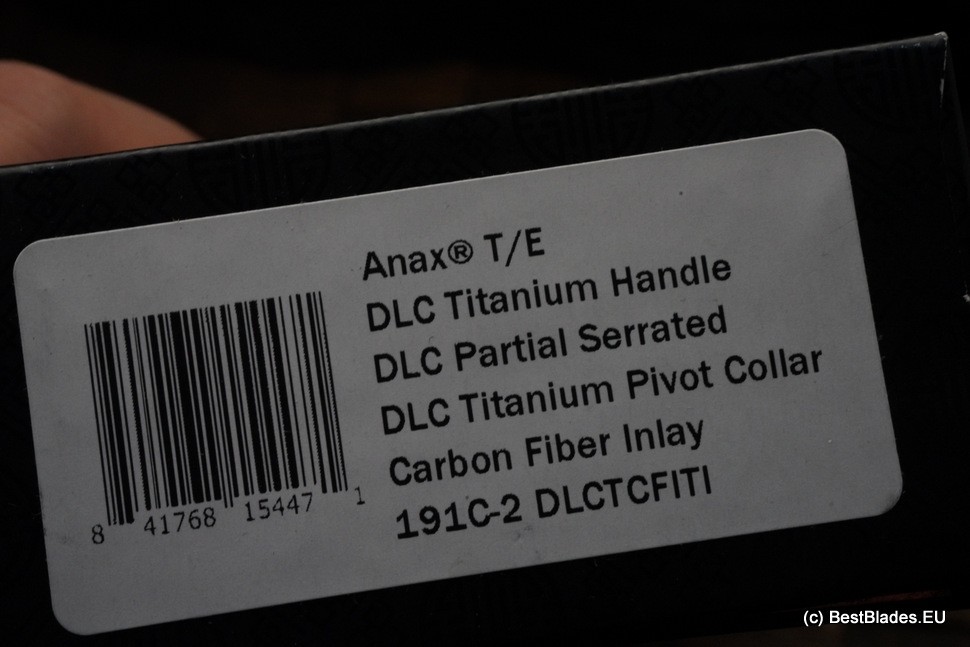 Anax® T/E
DLC Titanium Handle
DLC Partial Serrated
DLC Titanium Pivot Collar
Carbon Fiber Inlay
191C-2 DLCTCFITI
8 41768 15447 1
(c) BestBlades.EU